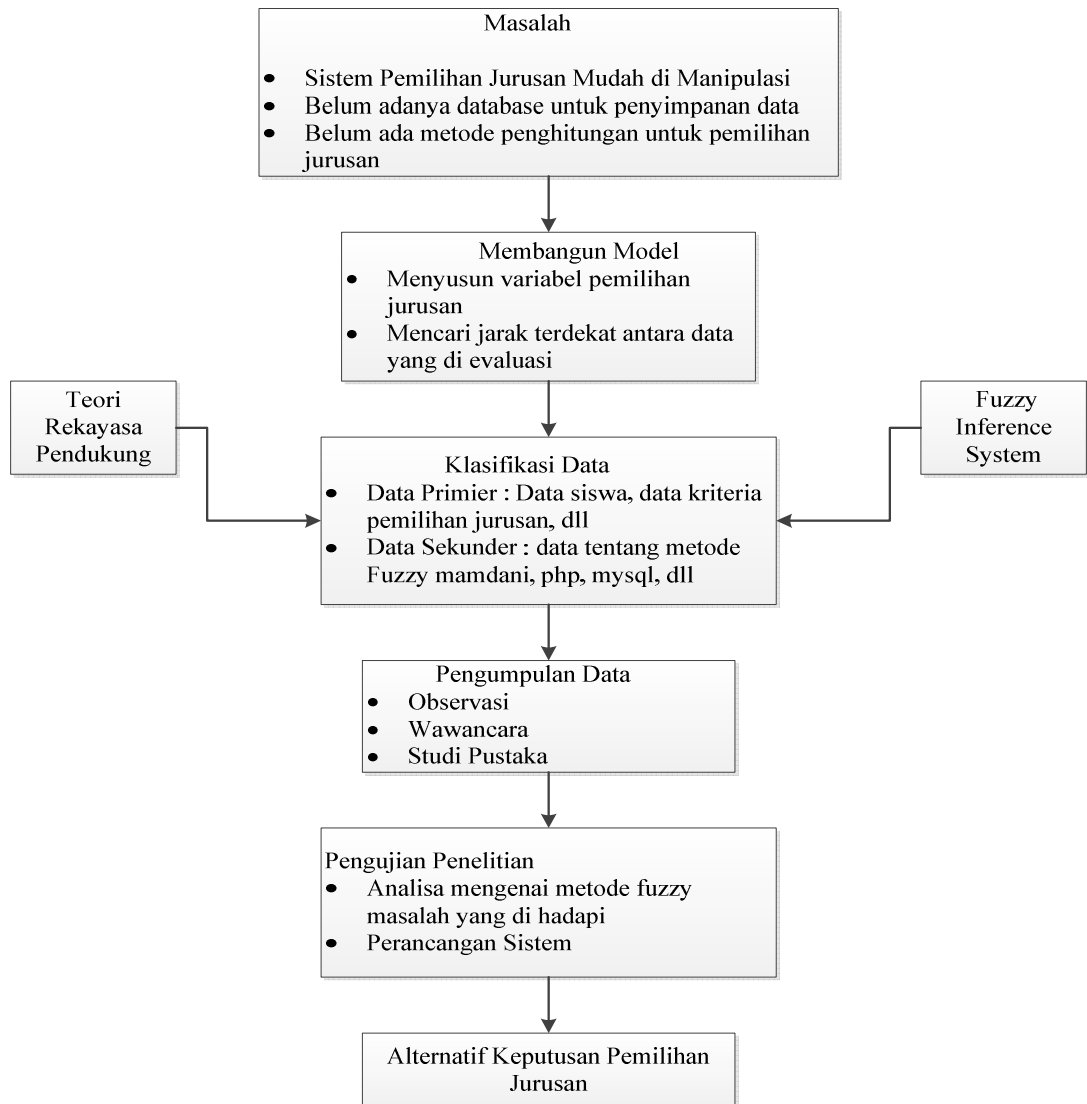 Masalah
• Sistem Pemilihan Jurusan Mudah di Manipulasi
• Belum adanya database untuk penyimpanan data
• Belum ada metode penghitungan untuk pemilihan
jurusan
Membangun Model
• Menyusun variabel pemilihan
jurusan
• Mencari jarak terdekat antara data
yang di evaluasi
Teori
Rekayasa
Pendukung
Fuzzy
Inference
System
Klasifikasi Data
• Data Primier : Data siswa, data kriteria
pemilihan jurusan, dll
• Data Sekunder : data tentang metode
Fuzzy mamdani, php, mysql, dll
Pengumpulan Data
• Observasi
• Wawancara
• Studi Pustaka
Pengujian Penelitian
• Analisa mengenai metode fuzzy
masalah yang di hadapi
• Perancangan Sistem
Alternatif Keputusan Pemilihan
Jurusan